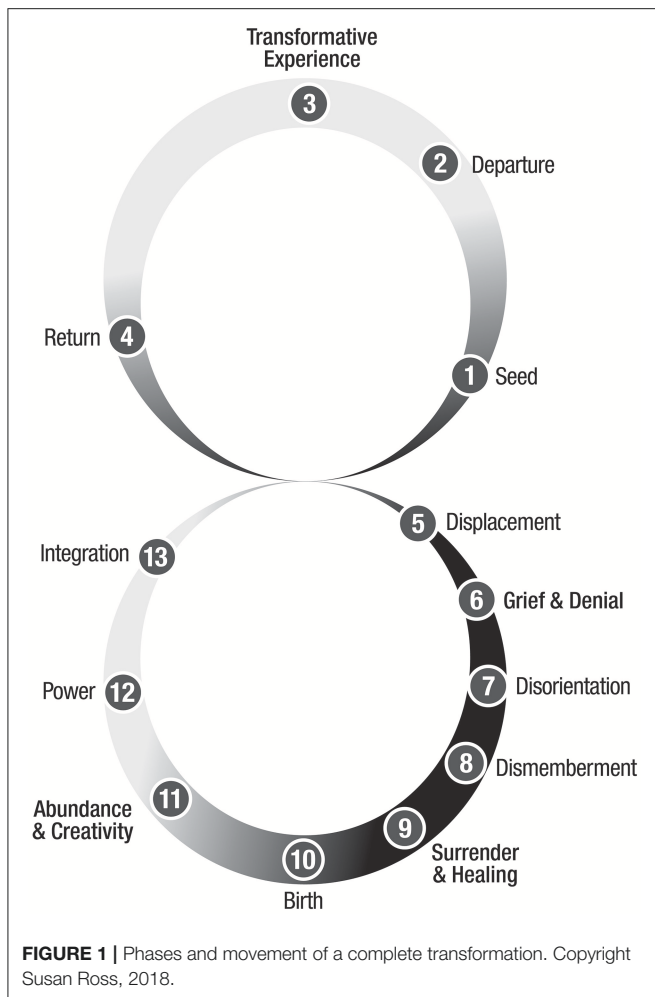 Transformative
Experience
3
2
Departure
Return
4
1
Seed
5
Displacement
Integration
13
6
Grief & Denial
Power
12
7
Disorientation
8
Dismemberment
11
Abundance
& Creativity
9
Surrender
& Healing
10
Birth
FIGURE 1 | Phases and movement of a complete transformation. Copyright
Susan Ross, 2018.